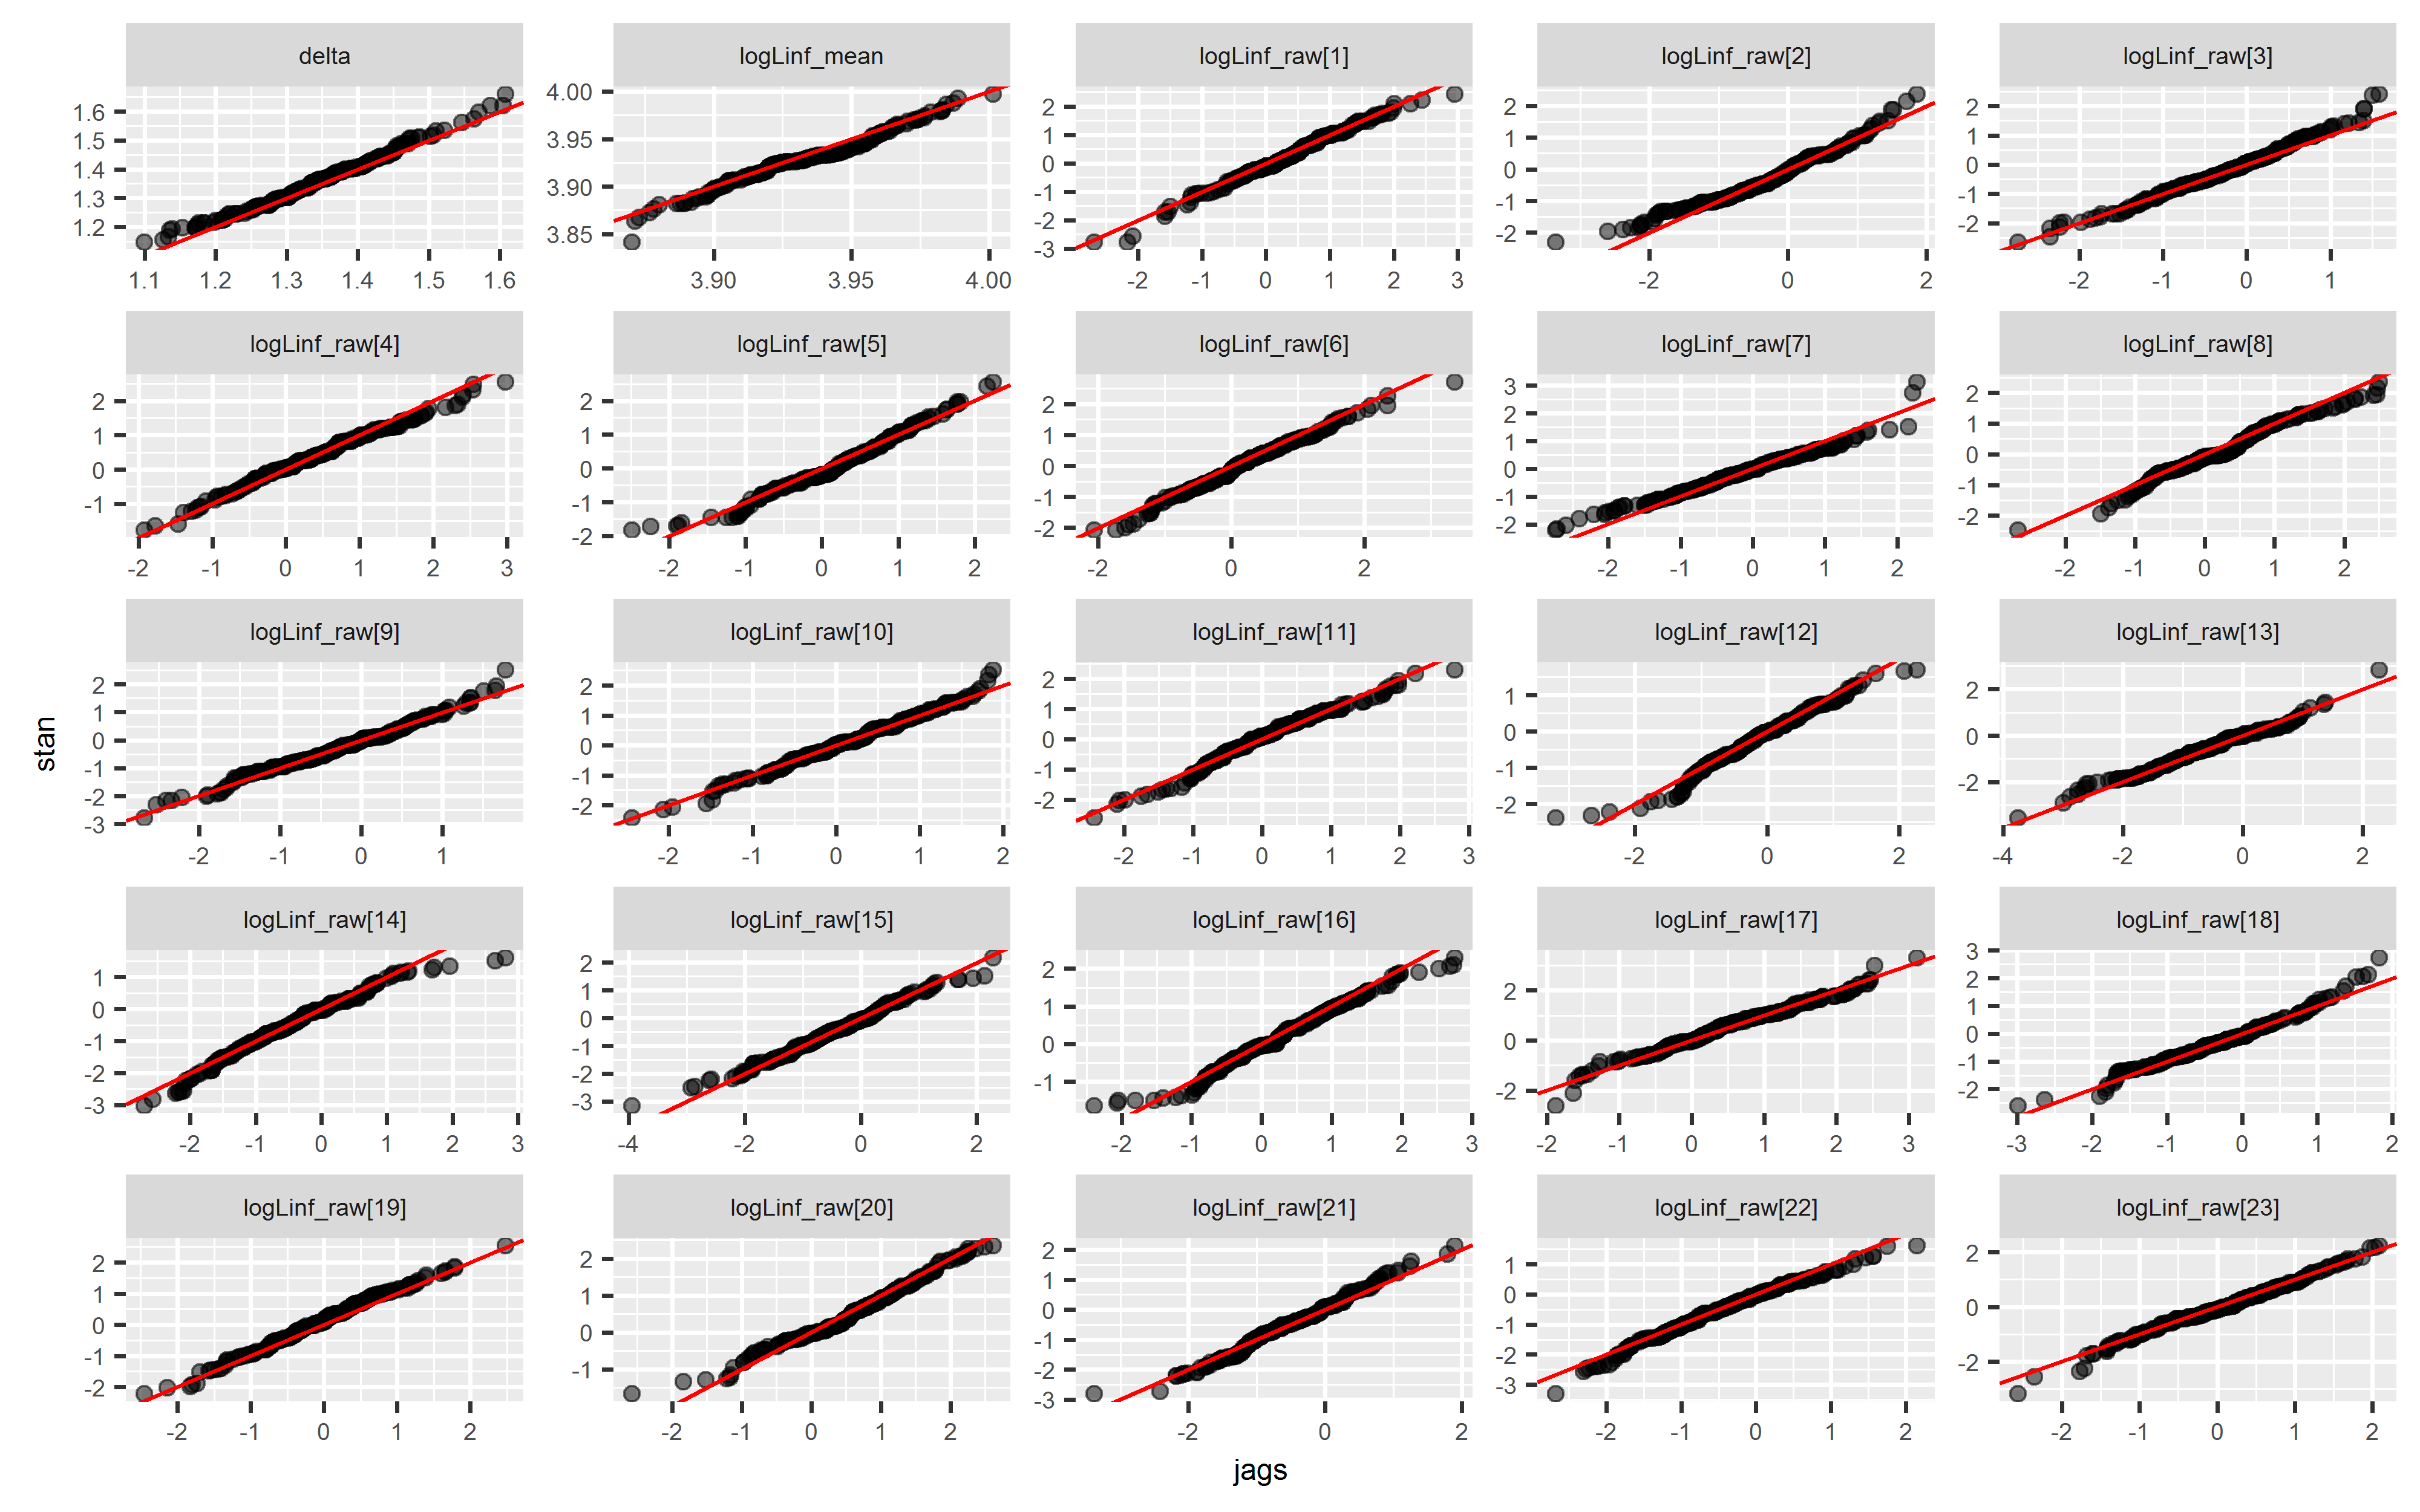 delta logLinf_mean logLinf_raw[1] logLinf_raw[2] logLinf_raw[3]
1.6 1.5 1.4 1.3 1.2 4.00 3.95 3.90 3.85 2 1 0 -1 -2 -3 2 1 0 -1 -2 2 1 0 -1 -2
1.1 1.2 1.3 1.4 1.5 1.6 3.90 3.95 4.00 -2 -1 0 1 2 3 -2 0 2 -2 -1 0 1
logLinf_raw[4] logLinf_raw[5] logLinf_raw[6] logLinf_raw[7] logLinf_raw[8]
2 1 0 -1 2 1 0 -1 -2 2 1 0 -1 -2 3 2 1 0 -1 -2 2 1 0 -1 -2
-2 -1 0 1 2 3 -2 -1 0 1 2 -2 0 2 -2 -1 0 1 2 -2 -1 0 1 2
logLinf_raw[9] logLinf_raw[10] logLinf_raw[11] logLinf_raw[12] logLinf_raw[13]
2 1 0 -1 -2 -3 2 1 0 -1 -2 2 1 0 -1 -2 1 0 -1 -2 2 0 -2
-2 -1 0 1 -2 -1 0 1 2 -2 -1 0 1 2 3 -2 0 2 -4 -2 0 2
logLinf_raw[14] logLinf_raw[15] logLinf_raw[16] logLinf_raw[17] logLinf_raw[18]
1 0 -1 -2 -3 2 1 0 -1 -2 -3 2 1 0 -1 2 0 -2 3 2 1 0 -1 -2
-2 -1 0 1 2 3 -4 -2 0 2 -2 -1 0 1 2 3 -2 -1 0 1 2 3 -3 -2 -1 0 1 2
logLinf_raw[19] logLinf_raw[20] logLinf_raw[21] logLinf_raw[22] logLinf_raw[23]
2 1 0 -1 -2 2 1 0 -1 2 1 0 -1 -2 -3 1 0 -1 -2 -3 2 0 -2
-2 -1 0 1 2 -2 -1 0 1 2 -2 0 2 -2 -1 0 1 2 -2 -1 0 1 2
stan
jags